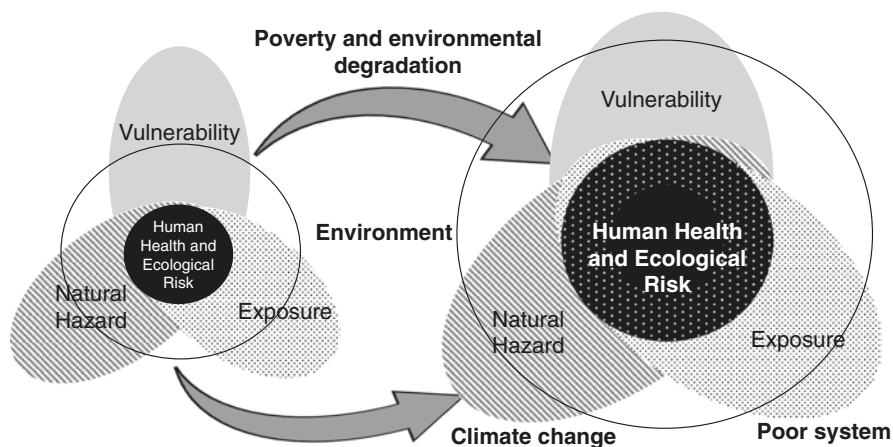 Poverty and environmental
degradation
Vulnerability
Human
Health and
Ecological
Risk
Natural
Hazard
Exposure
Environment
Vulnerability
Human Health
and Ecological
Risk
Natural
Hazard
Exposure
Climate change
Poor system